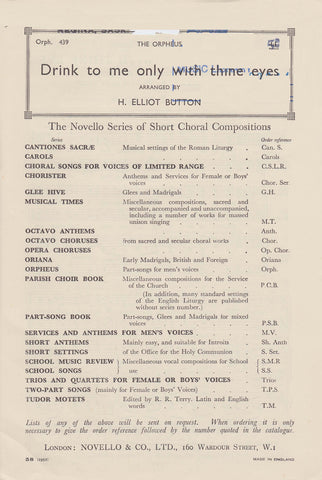 REGINA, SASK
Orph. 439
THE ORPHEUS
Drink to me only with thine eyes
ARRANGED BY
H. ELLIOT BUTTON
The Novello Series of Short Choral Compositions
Series Order reference
CANTIONES SACRÆ Musical settings of the Roman Liturgy . Can. S.
CAROLS . . . . . . Carols
CHORAL SONGS FOR VOICES OF LIMITED RANGE . . C.S.L.R.
CHORISTER Anthems and Services for Female or Boys'
voices . . . . . Chor. Ser
GLEE HIVE Glees and Madrigals . . . . G.H.
MUSICAL TIMES Miscellaneous compositions, sacred and
secular, accompanied and unaccompanied,
including a number of works for massed
unison singing . . . . M.T.
OCTAVO ANTHEMS . . . . . . Anth.
OCTAVO CHORUSES from sacred and secular choral works . Chor.
OPERA CHORUSES . . . . . . Op. Chor.
ORIANA Early Madrigals, British and Foreign . Oriana
ORPHEUS Part-songs for men's voices . . Orph.
PARISH CHOIR BOOK Miscellaneous compositions for the Service
of the Church . . . . P.C.B.
(In addition, many standard settings
of the English Liturgy are published
without series number.)
PART-SONG BOOK Part-songs, Glees and Madrigals for mixed
voices . . . . . P.S.B.
SERVICES AND ANTHEMS FOR MEN'S VOICES . . M.V.
SHORT ANTHEMS Mainly easy, and suitable for Introits . Sh. Anth
SHORT SETTINGS of the Office for the Holy Communion . S. Set.
SCHOOL MUSIC REVIEW } Miscellaneous vocal compositions for School { S.M.R
SCHOOL SONGS } use . . . . . { S.S.
TRIOS AND QUARTETS FOR FEMALE OR BOYS' VOICES . Trios
TWO-PART SONGS (mainly for Female or Boys' Voices) . . T.P.S.
TUDOR MOTETS Edited by R. R. Terry. Latin and English
words . . . . . T.M.
Lists of any of the above will be sent on request. When ordering it is only
necessary to give the order reference followed by the number quoted in the catalogue.
LONDON: NOVELLO & CO., LTD., 160 WARDOUR STREET, W.1
MADE IN ENGLAND